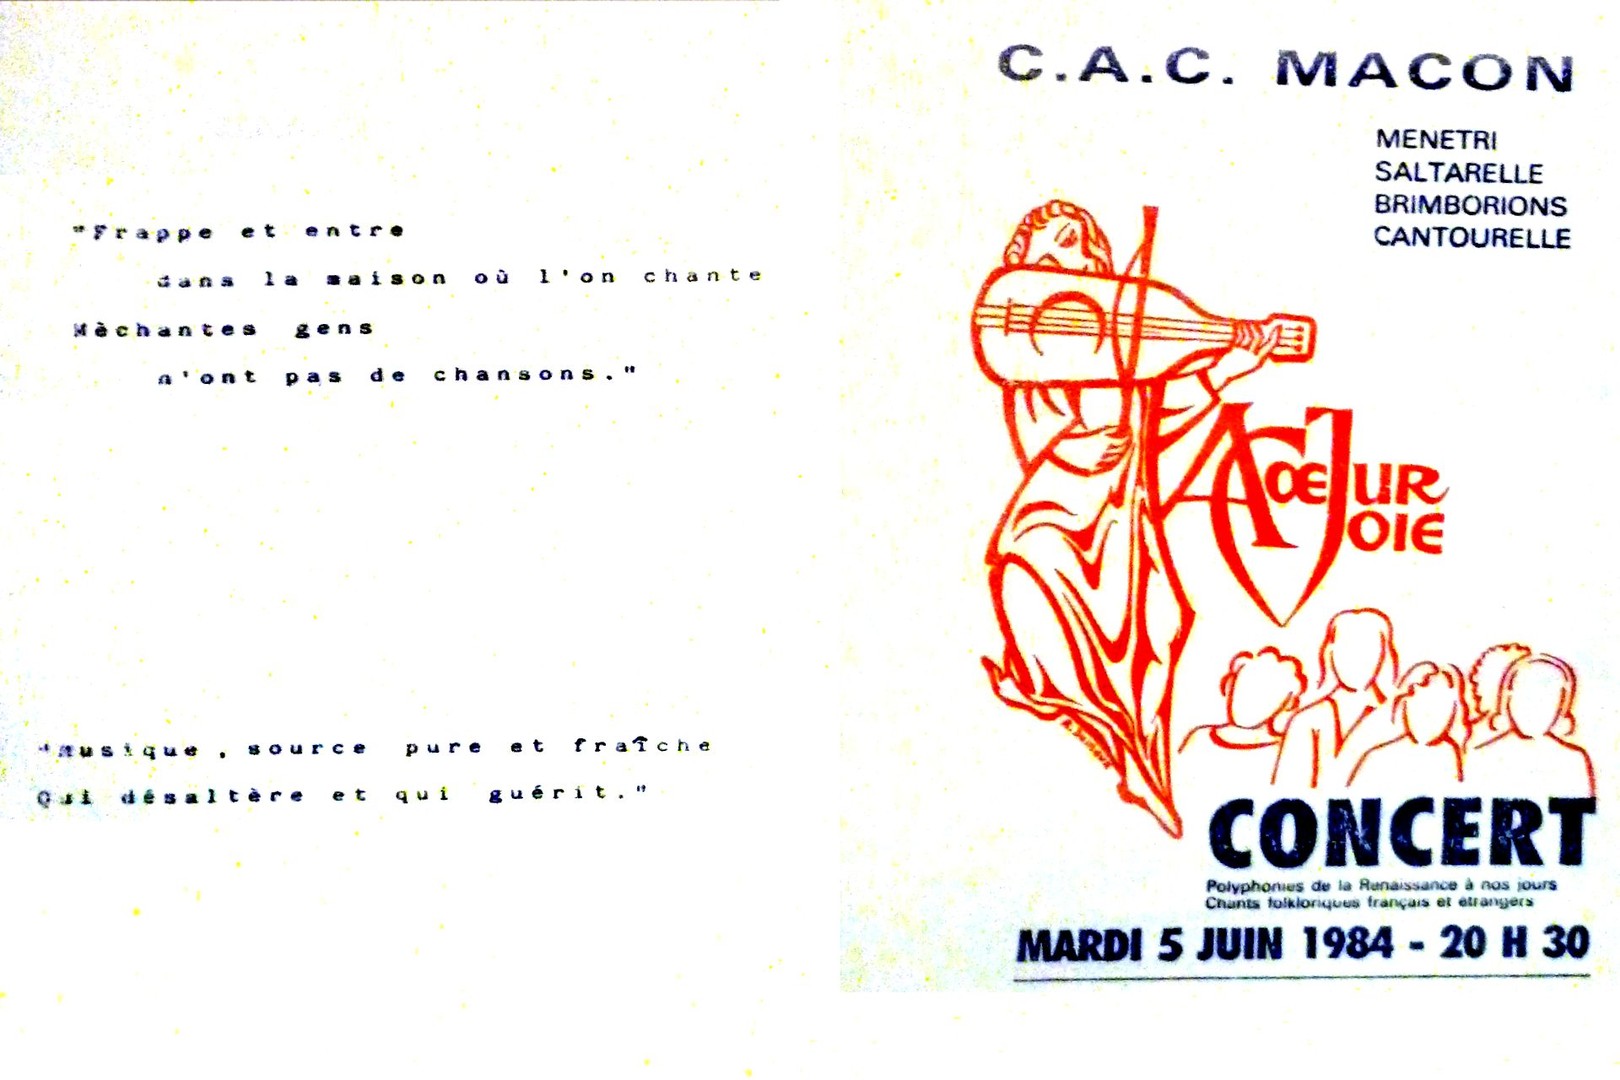 "Frappe et entre
dans la maison où l'on chante
Mèchantes gens
n'ont pas de chansons."
"Musique, source pure et fraîche
Qui désaltère et qui guérit."
C.A.C. MACON
MENETRI
SALTARELLE
BRIMBORIONS
CANTOURELLE
A CŒUR
JOIE
CONCERT
Polyphonies de la Renaissance à nos jours
Chants folkloriques français et étrangers
MARDI 5 JUIN 1984 - 20 H 30